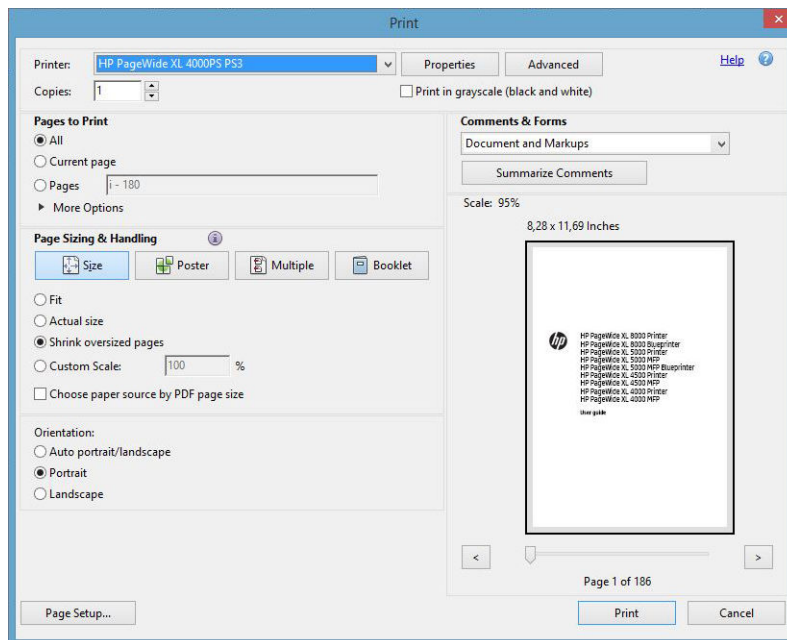 Print
Printer: HP PageWide XL 4000PS PS3 Properties Advanced Help
Copies: 1 Print in grayscale (black and white)
Pages to Print
All
Current page
Pages i - 180
More Options
Page Sizing & Handling
Size Poster Multiple Booklet
Fit
Actual size
Shrink oversized pages
Custom Scale: 100 %
Choose paper source by PDF page size
Orientation:
Auto portrait/landscape
Portrait
Landscape
Comments & Forms
Document and Markups
Summarize Comments
Scale: 95%
8,28 x 11,69 Inches
hp
HP PageWide XL 8000 Printer
HP PageWide XL 8000 Blueprinter
HP PageWide XL 5000 Printer
HP PageWide XL 5000 MFP
HP PageWide XL 5000 MFP Blueprinter
HP PageWide XL 4500 Printer
HP PageWide XL 4500 MFP
HP PageWide XL 4000 Printer
HP PageWide XL 4000 MFP
User guide
< >
Page 1 of 186
Page Setup... Print Cancel